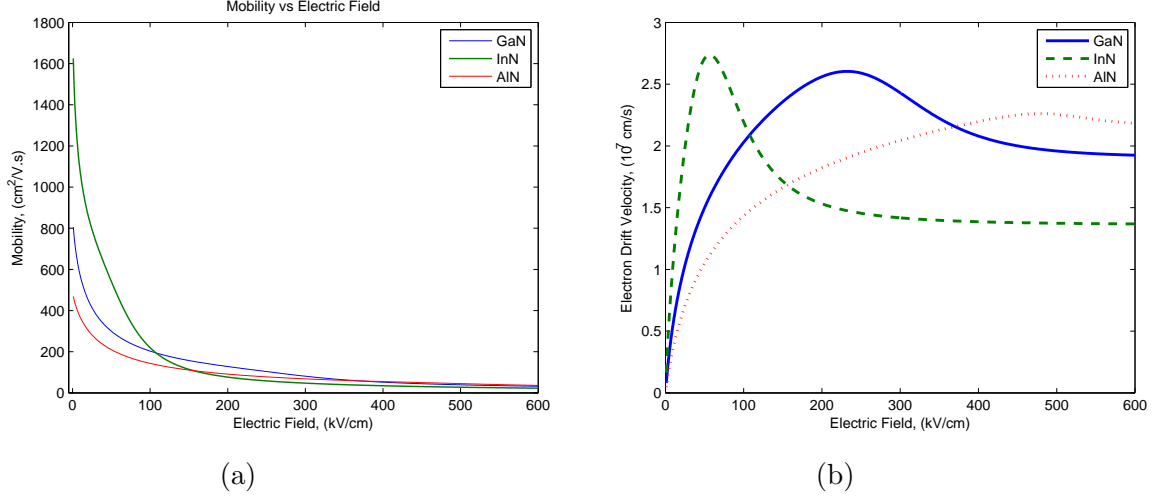 Mobility vs Electric Field
1800
1600
1400
1200
1000
800
600
400
200
0
0 100 200 300 400 500 600
Mobility, (cm²/V.s)
Electric Field, (kV/cm)
GaN
InN
AlN
(a)
3
2.5
2
1.5
1
0.5
0
0 100 200 300 400 500 600
Electron Drift Velocity, (10⁷ cm/s)
Electric Field, (kV/cm)
GaN
InN
AlN
(b)